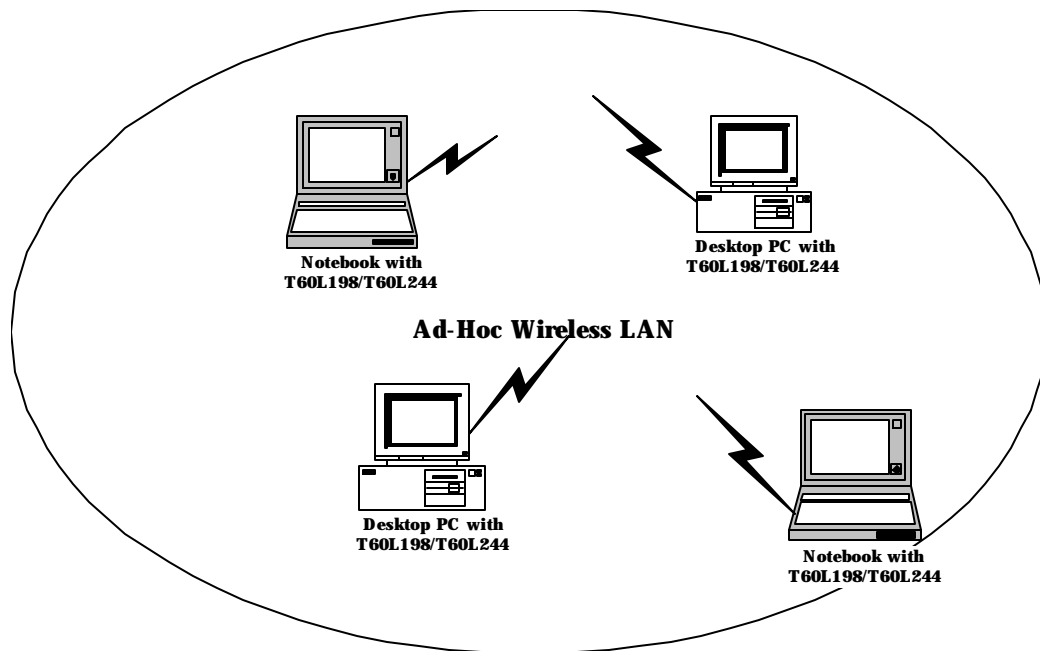 Notebook with
T60L198/T60L244
Desktop PC with
T60L198/T60L244
Ad-Hoc Wireless LAN
Desktop PC with
T60L198/T60L244
Notebook with
T60L198/T60L244